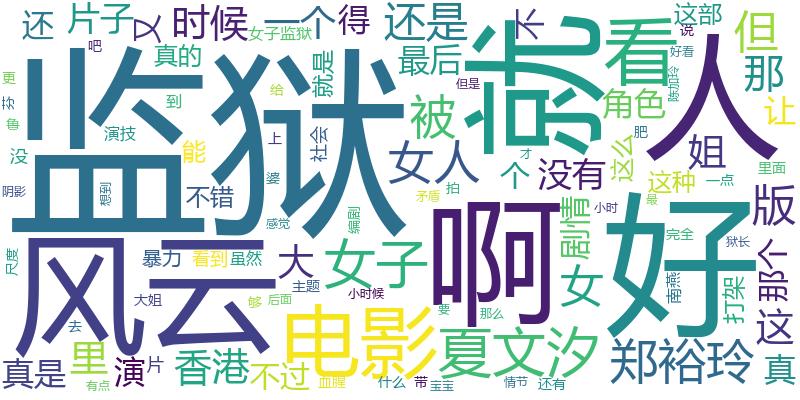 还 片子 又 时候 一个 得 还是 就 不 看 这部 但
吧 女子监狱 说 好看
监狱 真的 就是 最后 但是 角色 陈加玲 人 那
更 芬 鲁 到 给 被 让
演技 上 社会 女人 才 肥 姐
没 能 个 没有 这么 里面
阴影 想到 不错 婆 矛盾 拍 这种 一点 版
风云 感觉 编剧 啊 剧情 小时 好 最
尺度 暴力 看到 虽然 大 女子 女 完全 狱长 那个
大姐 主题 小时候 南燕 打架
去 够 后面 电影 要 那么 这
真是 里 演 片 香港 不过 夏文汐 郑裕玲 真
有点 血腥 什么 带 宝宝 情节 还有